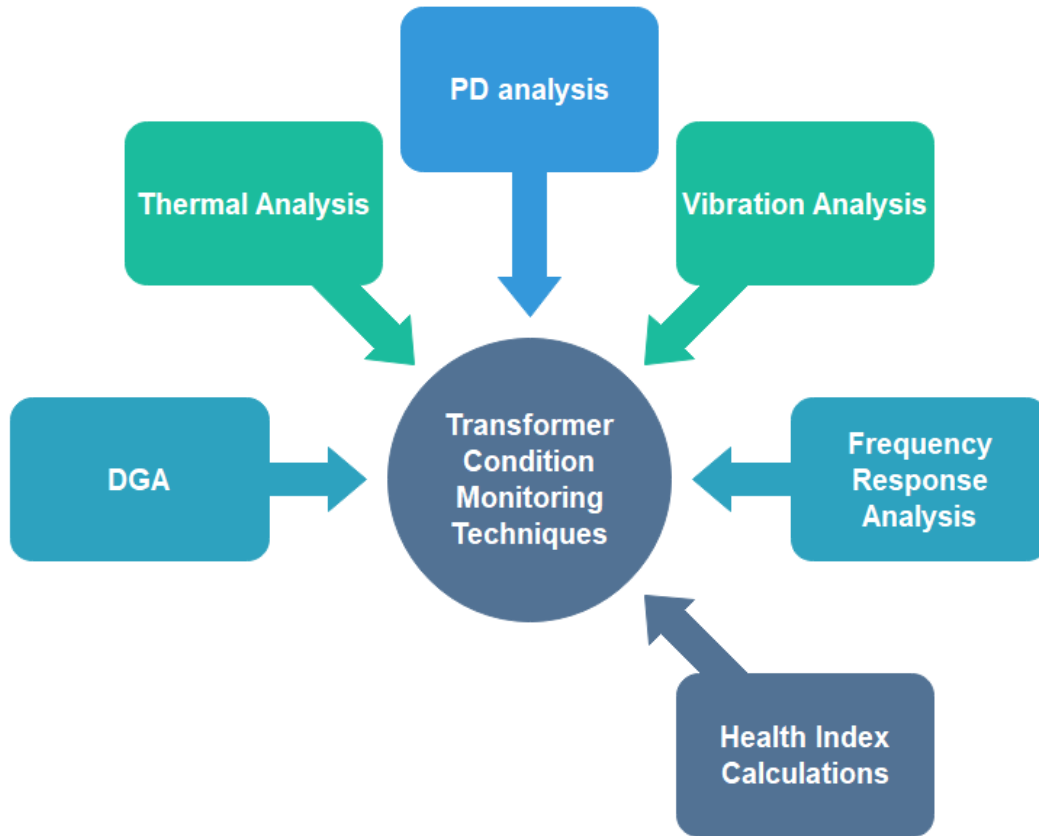 PD analysis
Thermal Analysis
Vibration Analysis
Transformer
Condition
Monitoring
Techniques
DGA
Frequency
Response
Analysis
Health Index
Calculations